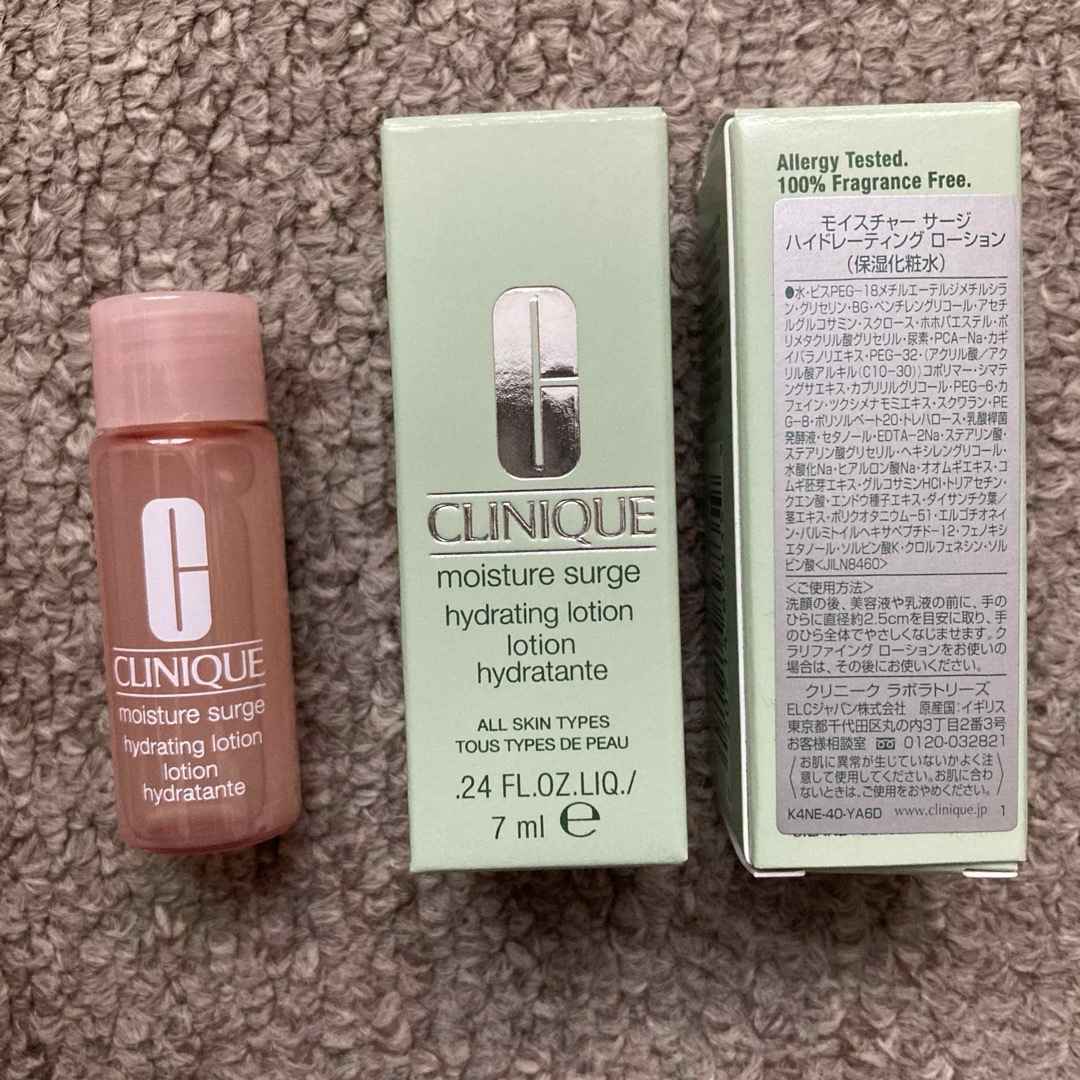 C
CLINIQUE
moisture surge
hydrating lotion
lotion
hydratante
C
CLINIQUE
moisture surge
hydrating lotion
lotion
hydratante
ALL SKIN TYPES
TOUS TYPES DE PEAU
.24 FL.OZ.LIQ./
7 ml ℮
Allergy Tested.
100% Fragrance Free.
モイスチャー サージ
ハイドレーティング ローション
(保湿化粧水)
●水・ビスPEG-18メチルエーテルジメチルシラ
ン・グリセリン・BG・ペンチレングリコール・アセチ
ルグルコサミン・スクロース・ホホバエステル・ポ
リメタクリル酸グリセリル・尿素・PCA-Na・カギ
イバラノリエキス・PEG-32・(アクリル酸/アク
リル酸アルキル(C10-30))コポリマー・シマテ
ングサエキス・カプリリルグリコール・PEG-6・カ
フェイン・ツクシメナモミエキス・スクワラン・PE
G-8・ポリソルベート20・トレハロース・乳酸桿菌
発酵液・セタノール・EDTA-2Na・ステアリン酸・
ステアリン酸グリセリル・ヘキシレングリコール・
水酸化Na・ヒアルロン酸Na・オオムギエキス・コ
ムギ胚芽エキス・グルコサミンHCl・トリアセチン・
クエン酸・エンドウ種子エキス・ダイサンチク葉/
茎エキス・ポリクオタニウム-51・エルゴチオネイ
ン・パルミトイルヘキサペプチド-12・フェノキシ
エタノール・ソルビン酸K・クロルフェネシン・ソル
ビン酸<JILN8460>
<ご使用方法>
洗顔の後、美容液や乳液の前に、手の
ひらに直径約2.5cmを目安に取り、手
のひら全体でやさしくなじませます。ク
ラリファイング ローションをお使いの
場合は、その後にお使いください。
クリニーク ラボラトリーズ
ELCジャパン株式会社 原産国:イギリス
東京都千代田区丸の内3丁目2番3号
お客様相談室 0120-032821
お肌に異常が生じていないかよく注
意して使用してください。お肌に合わ
ないときは、ご使用をおやめください。
K4NE-40-YA6D www.clinique.jp 1